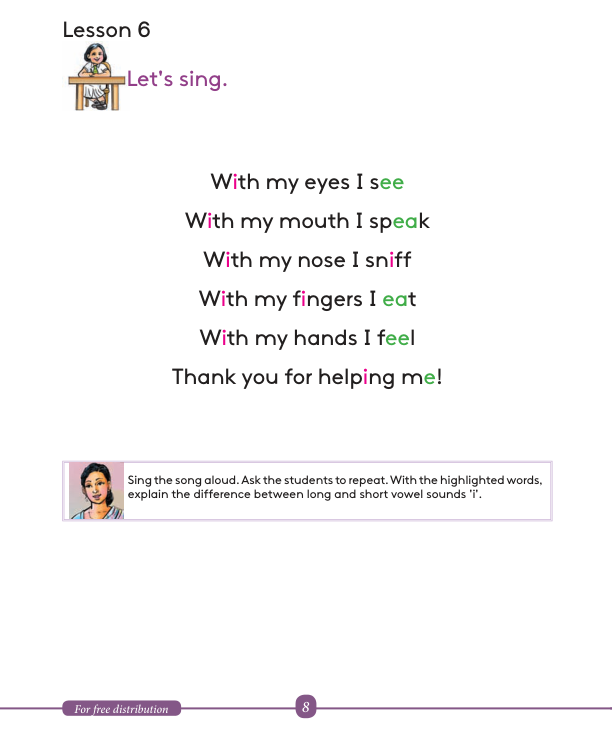 Lesson 6
Let's sing.
With my eyes I see
With my mouth I speak
With my nose I sniff
With my fingers I eat
With my hands I feel
Thank you for helping me!
Sing the song aloud. Ask the students to repeat. With the highlighted words,
explain the difference between long and short vowel sounds 'i'.
For free distribution
8